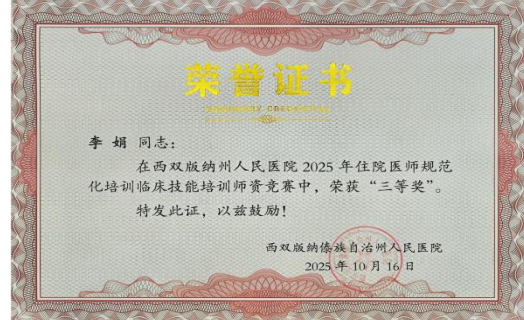 荣誉证书
李娟 同志：
在西双版纳州人民医院 2025 年住院医师规范
化培训临床技能培训师资竞赛中，荣获“三等奖”。
特发此证，以兹鼓励！
西双版纳傣族自治州人民医院
2025 年 10 月 16 日